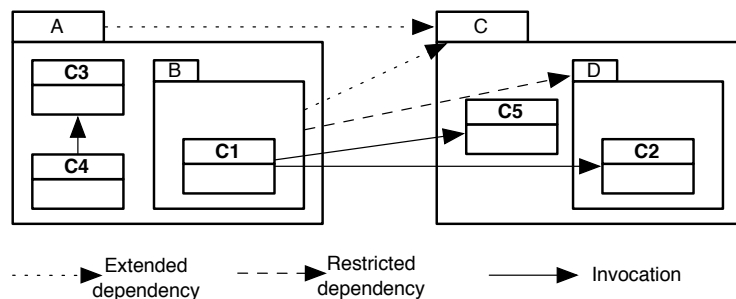 A
C
C3
B
D
C5
C1
C2
C4
Extended
dependency
Restricted
dependency
Invocation